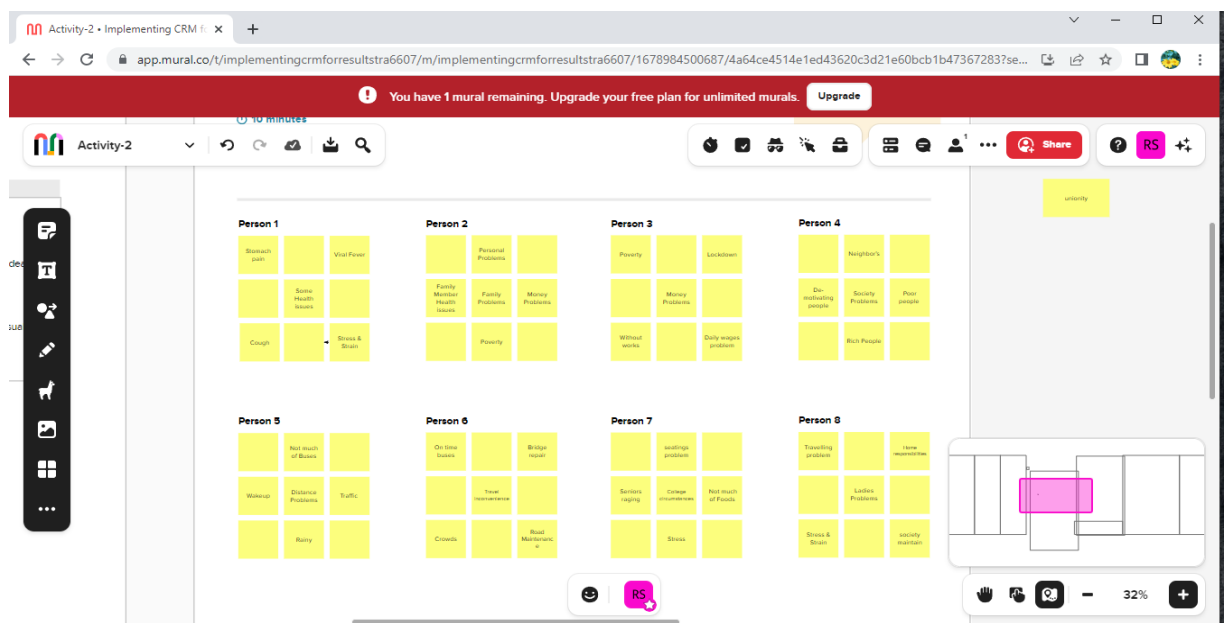 Activity-2 • Implementing CRM f
app.mural.co/t/implementingcrmforresultstra6607/m/implementingcrmforresultstra6607/1678984500687/4a64ce4514e1ed43620c3d21e60bcb1b47367283?se...
You have 1 mural remaining. Upgrade your free plan for unlimited murals. Upgrade
10 minutes
Activity-2
1
Share
RS
unionity
Person 1
Stomach
pain
Viral Fever
Some
Health
Issues
Cough
Stress &
Strain
Person 2
Personal
Problems
Family
Member
Health
Issues
Family
Problems
Money
Problems
Poverty
Person 3
Poverty
Lockdown
Money
Problems
Without
works
Daily wages
problem
Person 4
Neighbor's
De-
motivating
people
Society
Problems
Poor
people
Rich People
Person 5
Not much
of Buses
Wakeup
Distance
Problems
Traffic
Rainy
Person 6
On time
buses
Bridge
repair
Travel
Inconvenience
Crowds
Road
Maintenanc
e
Person 7
seatings
problem
Seniors
raging
College
circumstances
Not much
of Foods
Stress
Person 8
Travelling
problem
Home
responsibilities
Ladies
Problems
Stress &
Strain
society
maintain
RS
32%